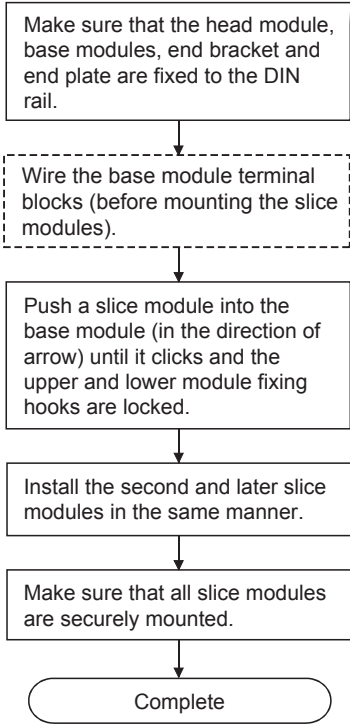 Make sure that the head module,
base modules, end bracket and
end plate are fixed to the DIN
rail.
Wire the base module terminal
blocks (before mounting the slice
modules).
Push a slice module into the
base module (in the direction of
arrow) until it clicks and the
upper and lower module fixing
hooks are locked.
Install the second and later slice
modules in the same manner.
Make sure that all slice modules
are securely mounted.
Complete